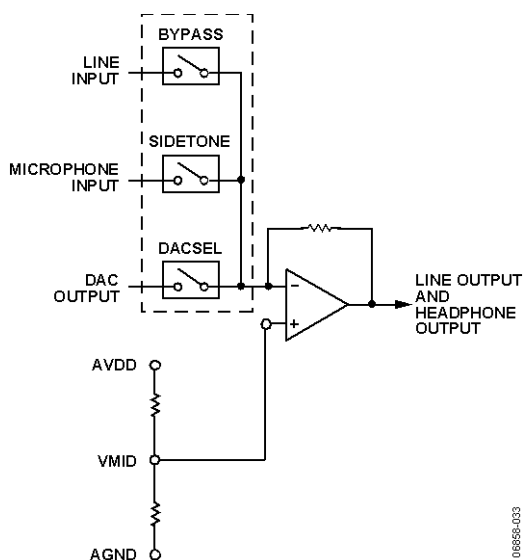 BYPASS
LINE
INPUT
SIDETONE
MICROPHONE
INPUT
DACSEL
DAC
OUTPUT
−
+
LINE OUTPUT
AND
HEADPHONE
OUTPUT
AVDD
VMID
AGND
06858-033